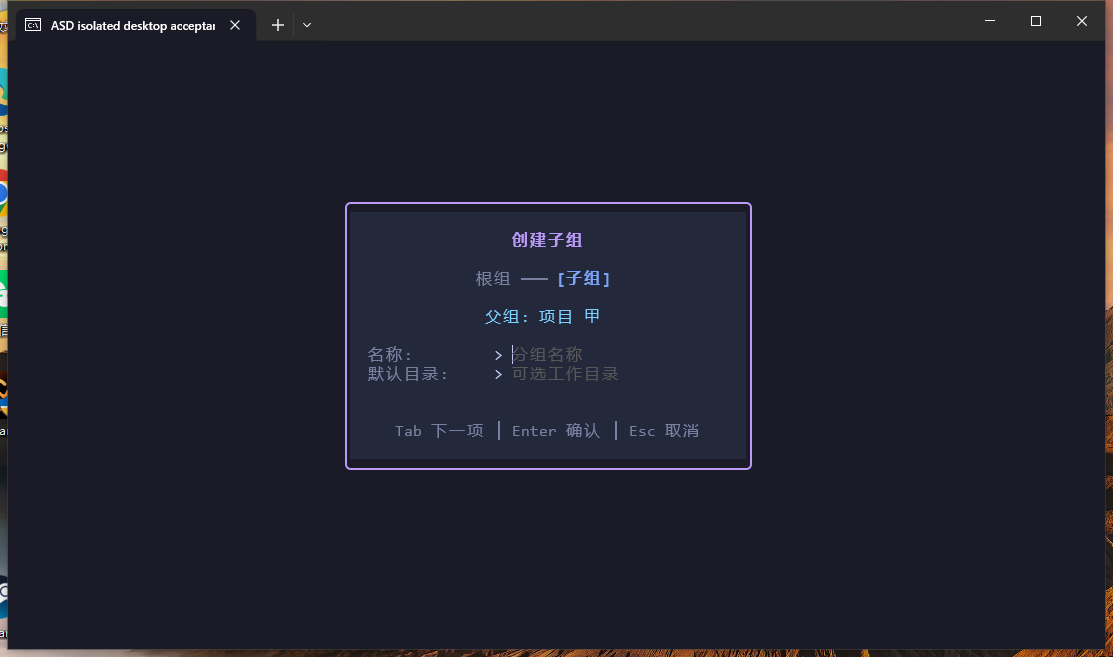 ASD isolated desktop
创建子组
根组 —— [子组]
父组: 项目 甲
名称: > 分组名称
默认目录: > 可选工作目录
Tab 下一项 │ Enter 确认 │ Esc 取消